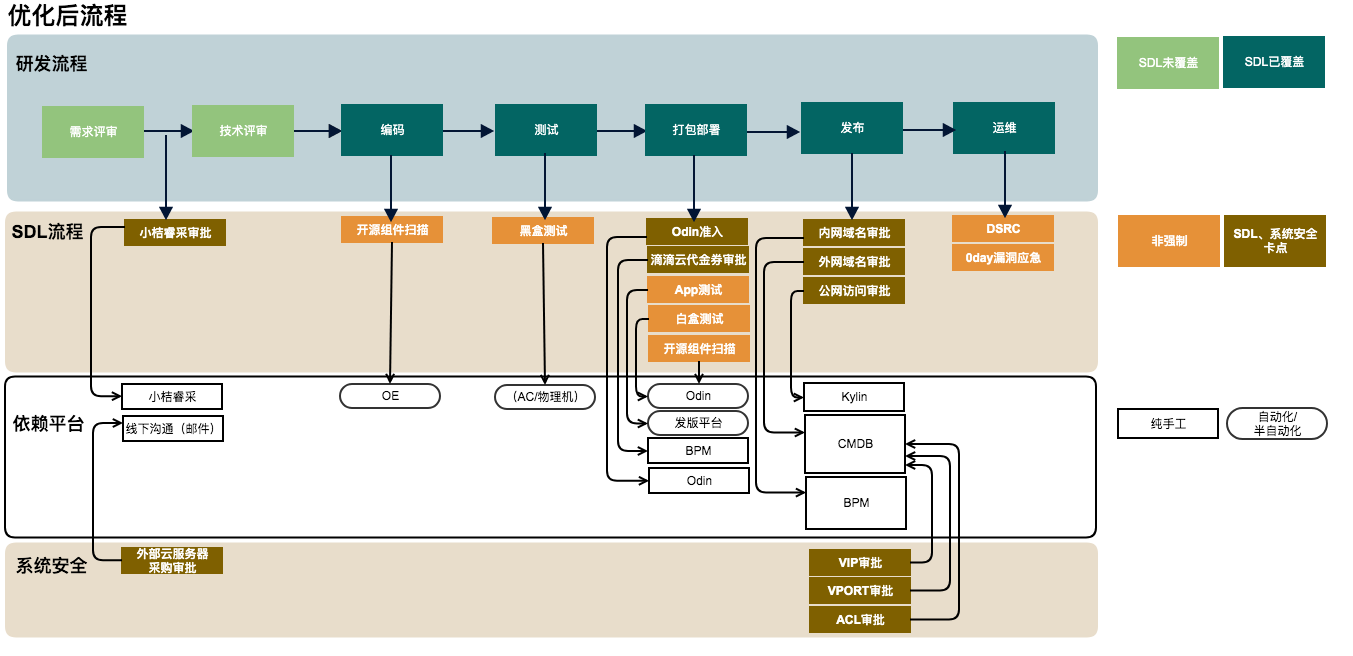 优化后流程
研发流程
SDL未覆盖
SDL已覆盖
需求评审
技术评审
编码
测试
打包部署
发布
运维
SDL流程
小桔睿采审批
开源组件扫描
黑盒测试
Odin准入
滴滴云代金券审批
App测试
白盒测试
开源组件扫描
内网域名审批
外网域名审批
公网访问审批
DSRC
0day漏洞应急
非强制
SDL、系统安全
卡点
依赖平台
小桔睿采
线下沟通（邮件）
OE
（AC/物理机）
Odin
发版平台
BPM
Odin
Kylin
CMDB
BPM
纯手工
自动化/
半自动化
系统安全
外部云服务器
采购审批
VIP审批
VPORT审批
ACL审批